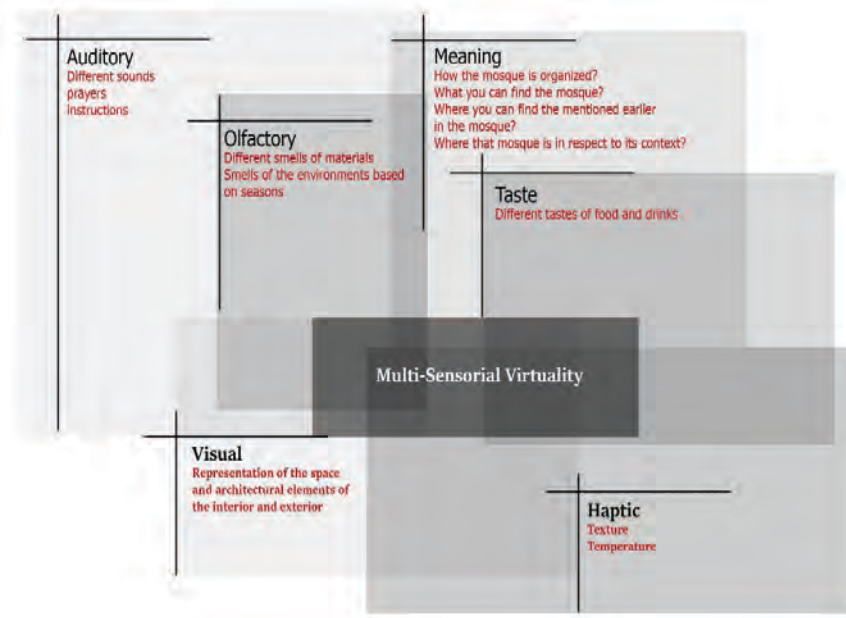 Auditory
Different sounds
prayers
instructions
Meaning
How the mosque is organized?
What you can find the mosque?
Where you can find the mentioned earlier
in the mosque?
Where that mosque is in respect to its context?
Olfactory
Different smells of materials
Smells of the environments based
on seasons
Taste
Different tastes of food and drinks
Multi-Sensorial Virtuality
Visual
Representation of the space
and architectural elements of
the interior and exterior
Haptic
Texture
Temperature